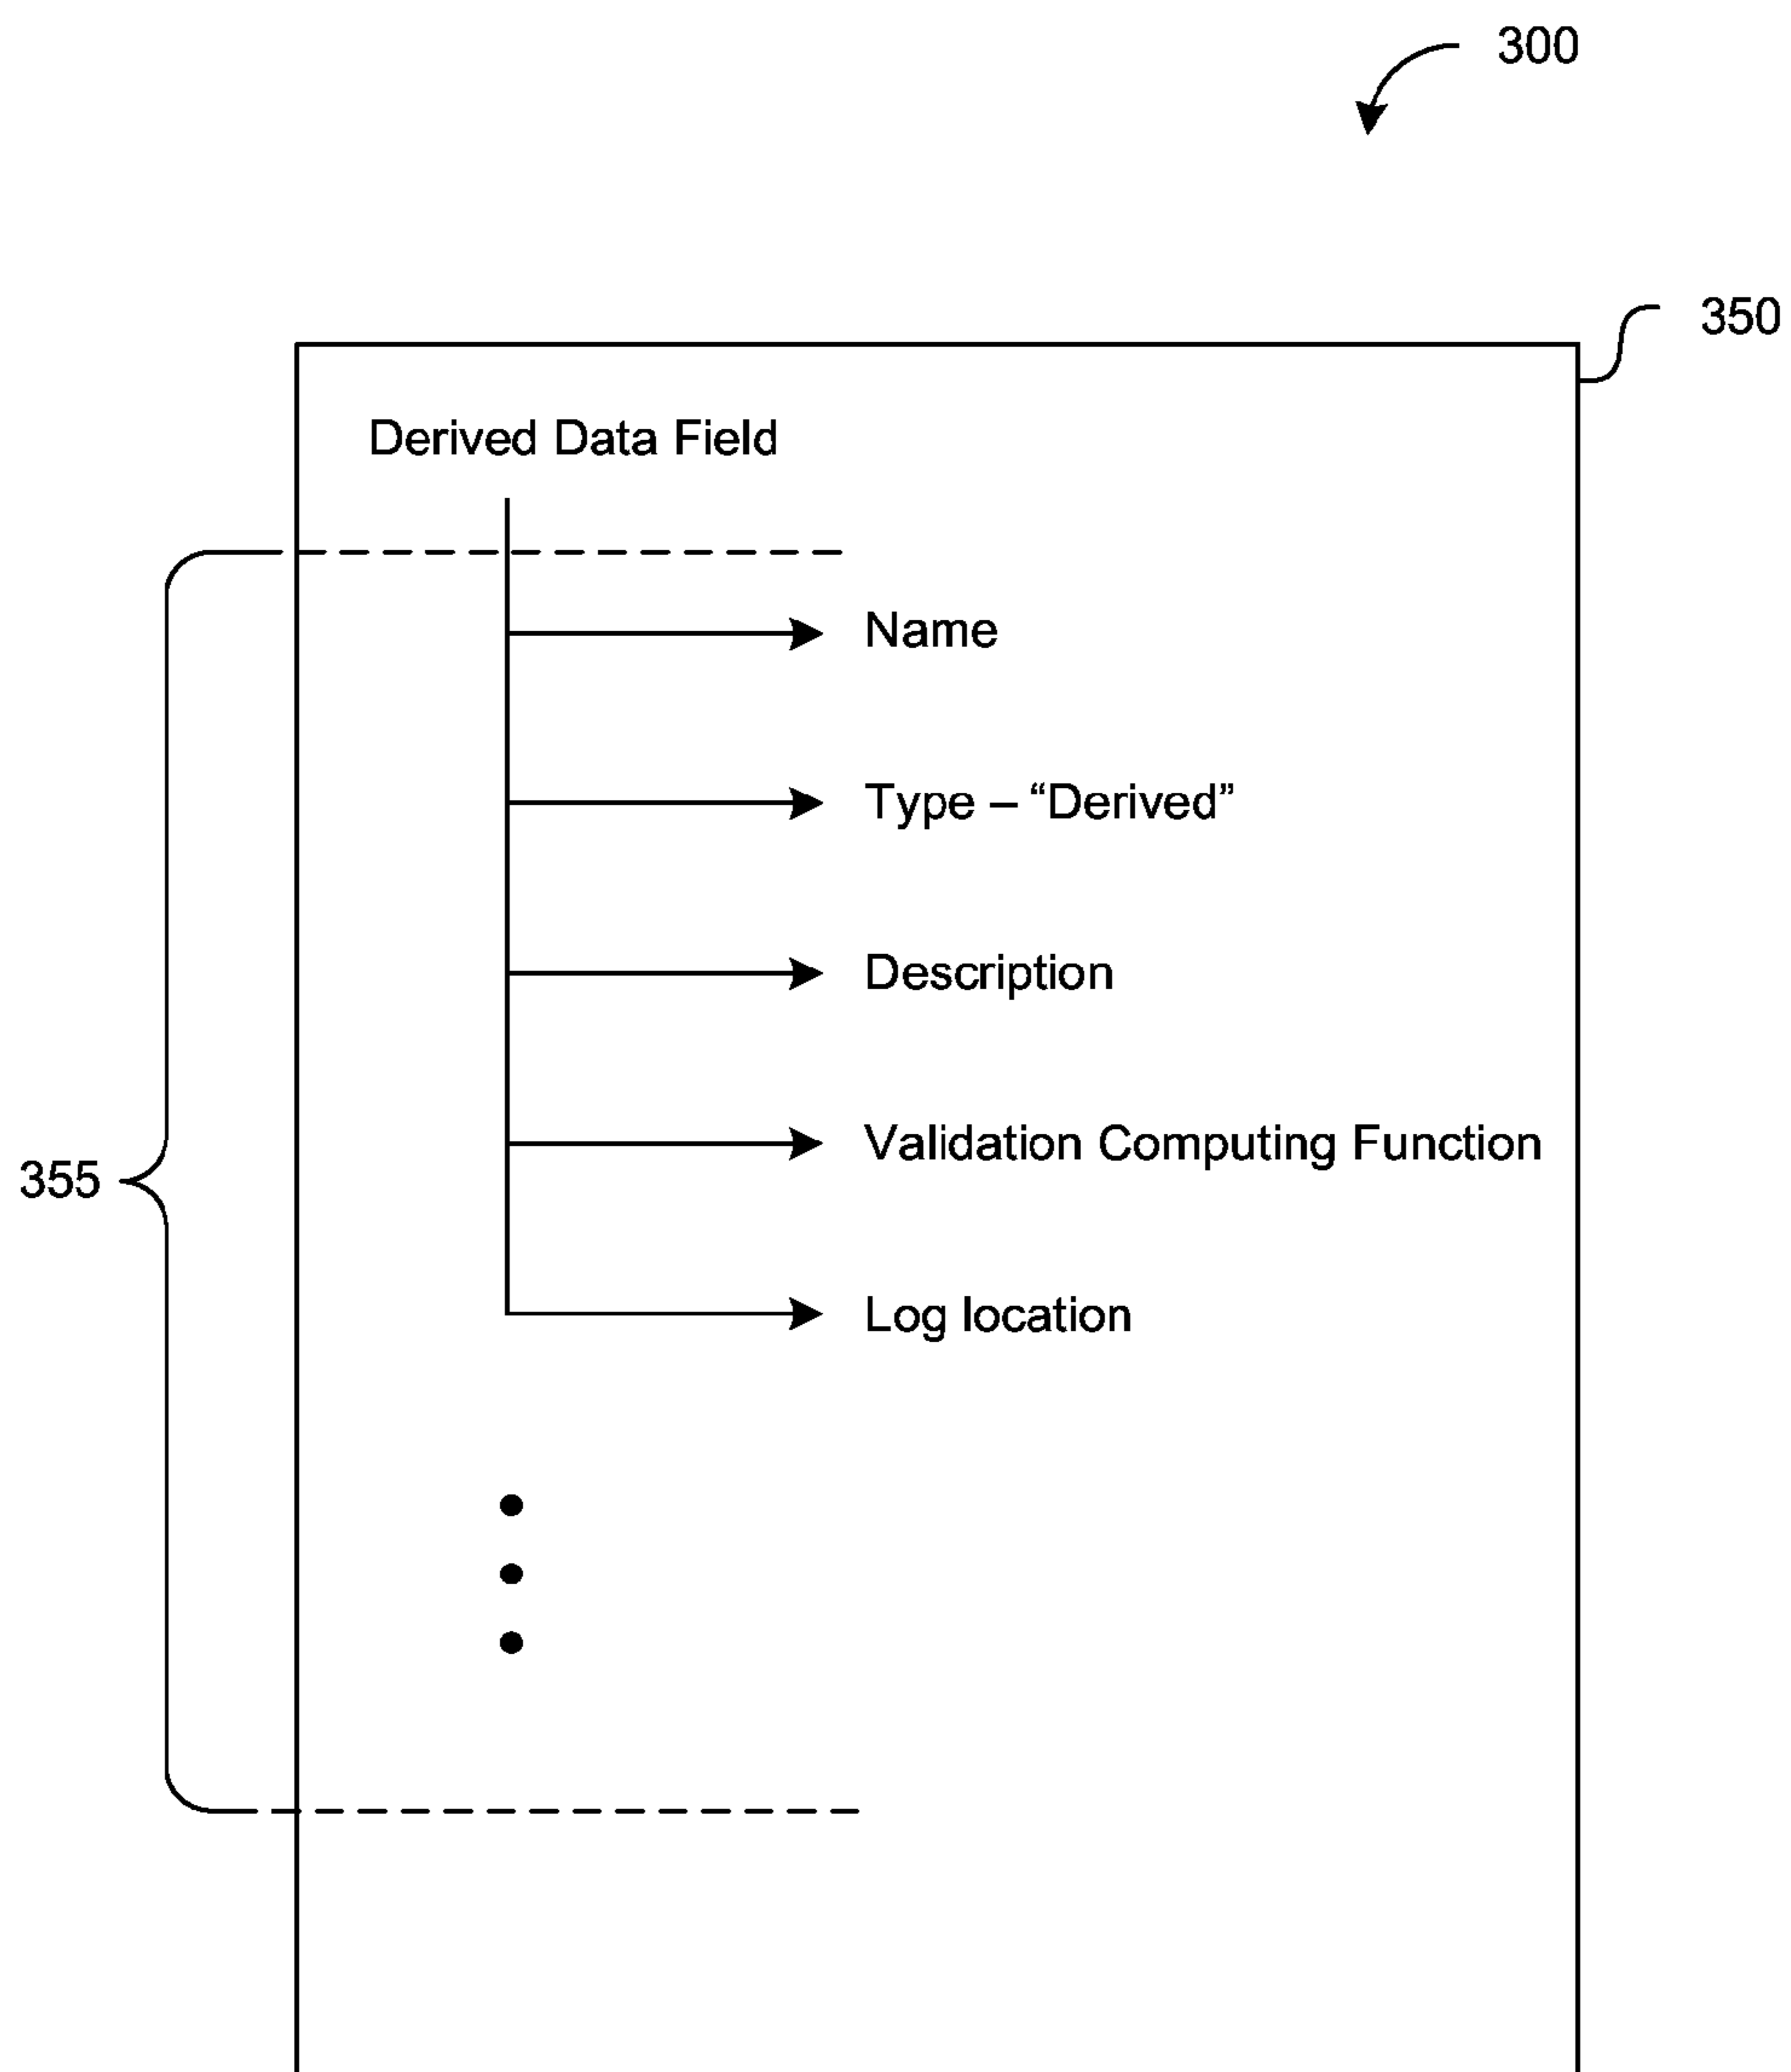 300
350
Derived Data Field
Name
Type – “Derived”
Description
Validation Computing Function
355
Log location